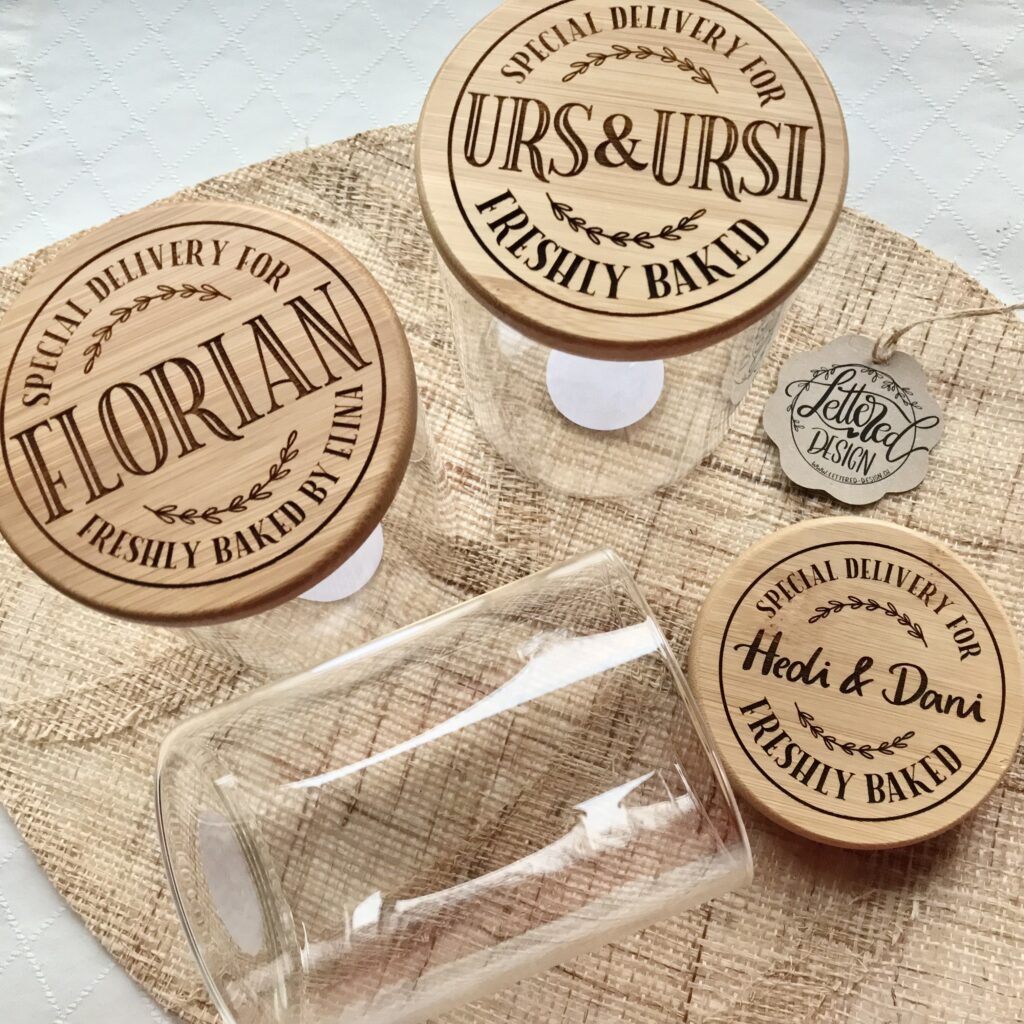 SPECIAL DELIVERY FOR
URS&URSI
FRESHLY BAKED
SPECIAL DELIVERY FOR
FLORIAN
FRESHLY BAKED BY ELINA
Lettered
DESIGN
SPECIAL DELIVERY FOR
Hedi & Dani
FRESHLY BAKED